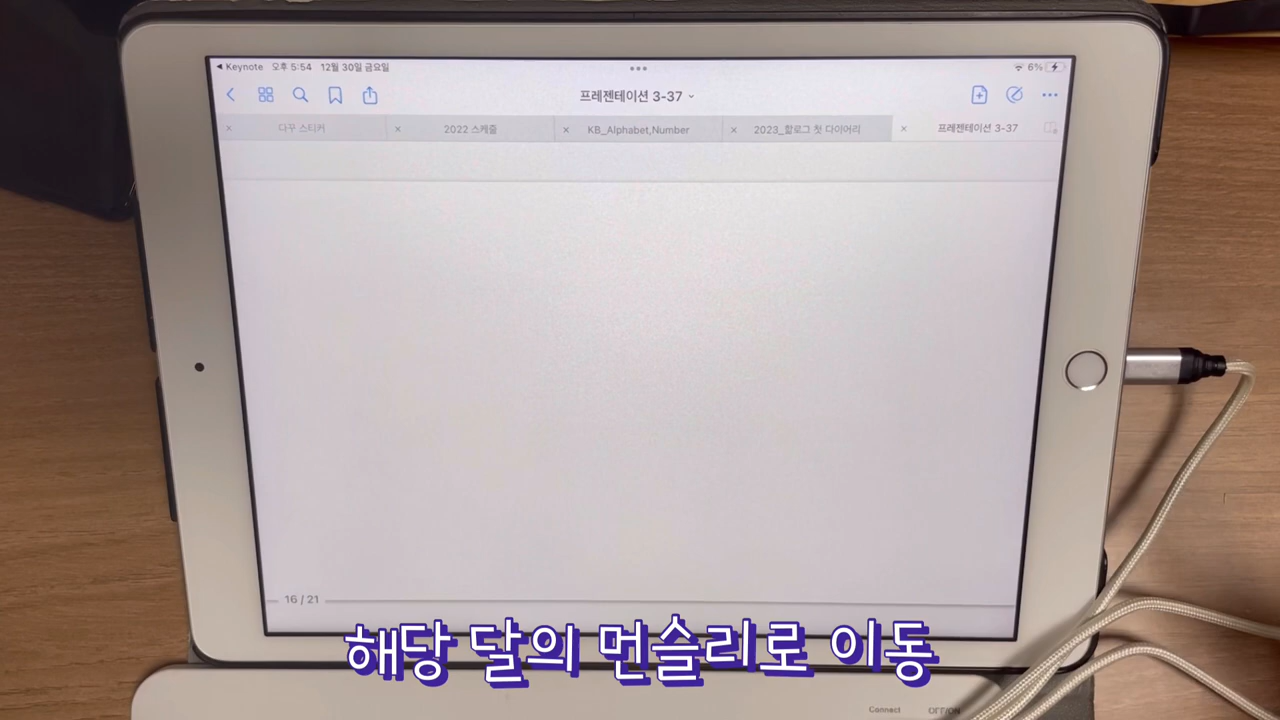 ◀ Keynote 오후 5:54 12월 30일 금요일
6%
프레젠테이션 3-37
다꾸 스티커
2022 스케줄
KB_Alphabet,Number
2023_할로그 첫 다이어리
프레젠테이션 3-37
16 / 21
해당 달의 먼슬리로 이동
Connect OFF/ON